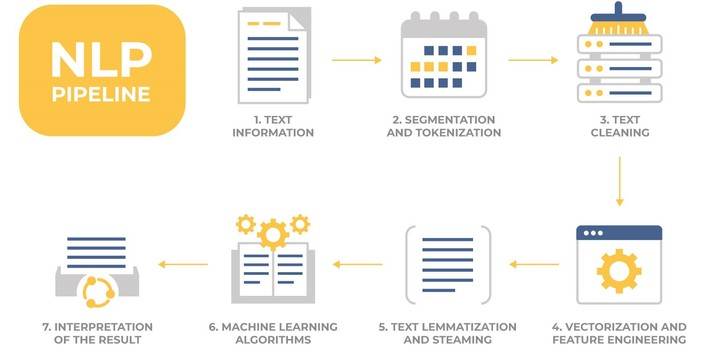 NLP
PIPELINE
1. TEXT
INFORMATION
2. SEGMENTATION
AND TOKENIZATION
3. TEXT
CLEANING
4. VECTORIZATION AND
FEATURE ENGINEERING
5. TEXT LEMMATIZATION
AND STEAMING
6. MACHINE LEARNING
ALGORITHMS
7. INTERPRETATION
OF THE RESULT